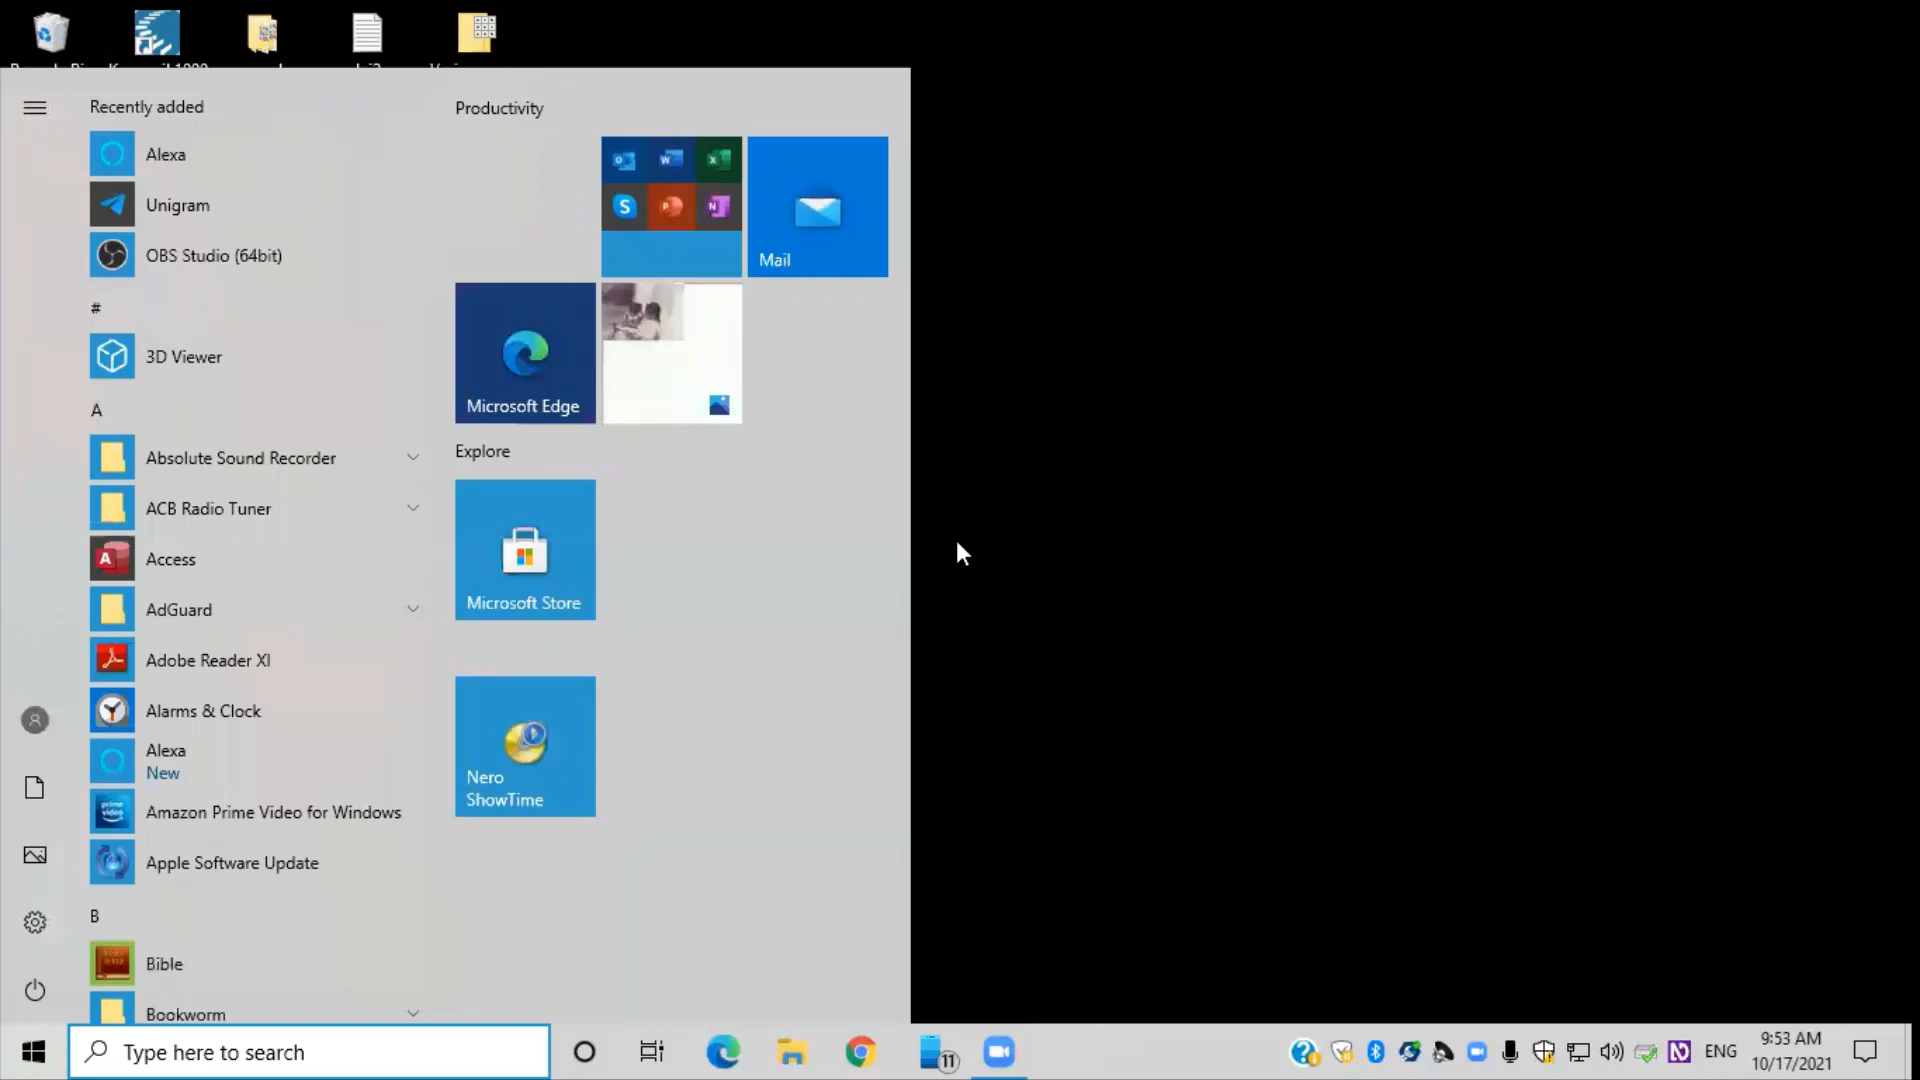 Recently added
Alexa
Unigram
OBS Studio (64bit)
#
3D Viewer
A
Absolute Sound Recorder
ACB Radio Tuner
Access
AdGuard
Adobe Reader XI
Alarms & Clock
Alexa
New
Amazon Prime Video for Windows
Apple Software Update
B
Bible
Bookworm
Productivity
Mail
Microsoft Edge
Explore
Microsoft Store
Nero
ShowTime
Type here to search
11
ENG
9:53 AM
10/17/2021